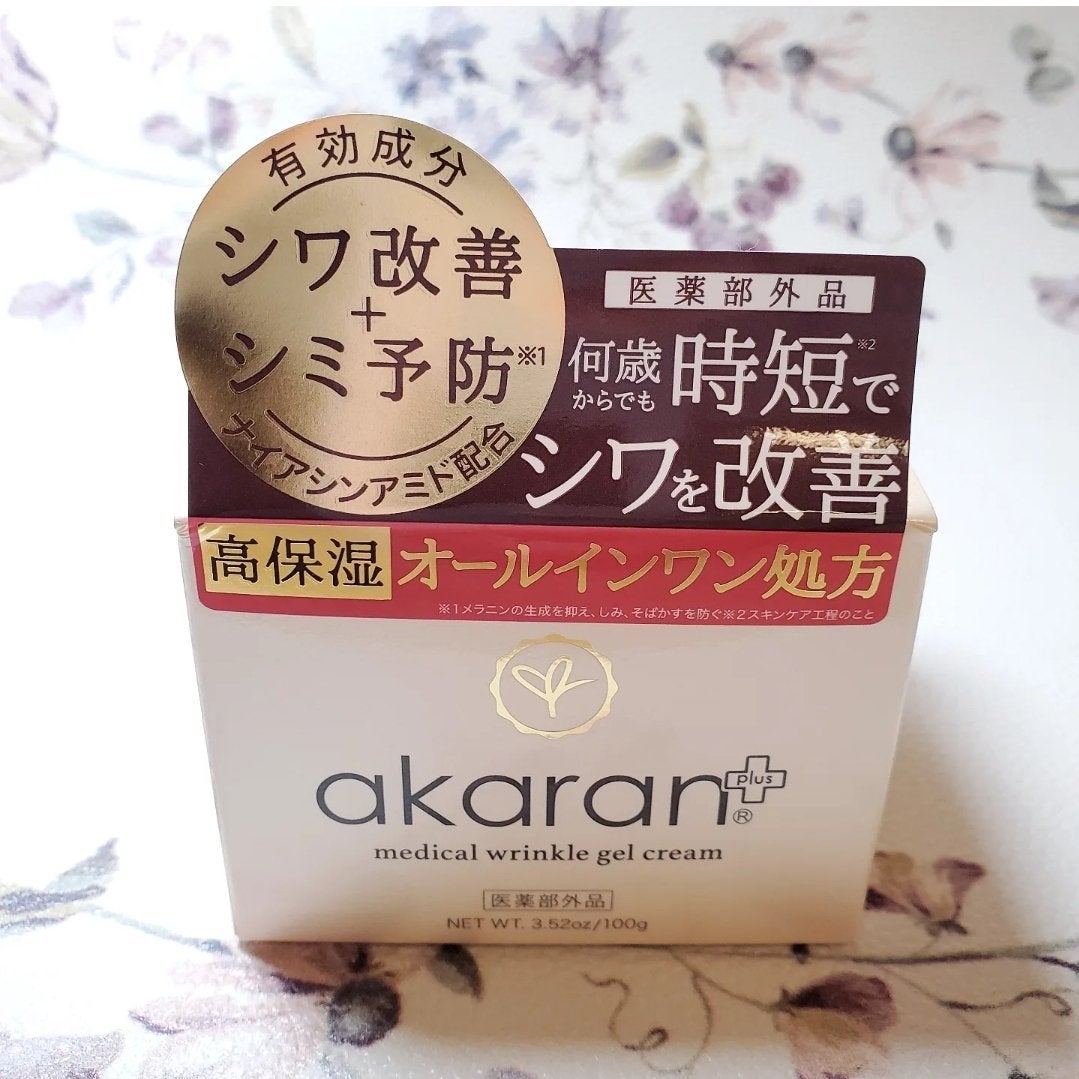 有効成分
シワ改善
+
シミ予防※1
ナイアシンアミド配合
医薬部外品
何歳からでも時短※2で
シワを改善
高保湿 オールインワン処方
※1メラニンの生成を抑え、しみ、そばかすを防ぐ※2スキンケア工程のこと
akaran plus®
medical wrinkle gel cream
医薬部外品
NET WT. 3.52oz/100g